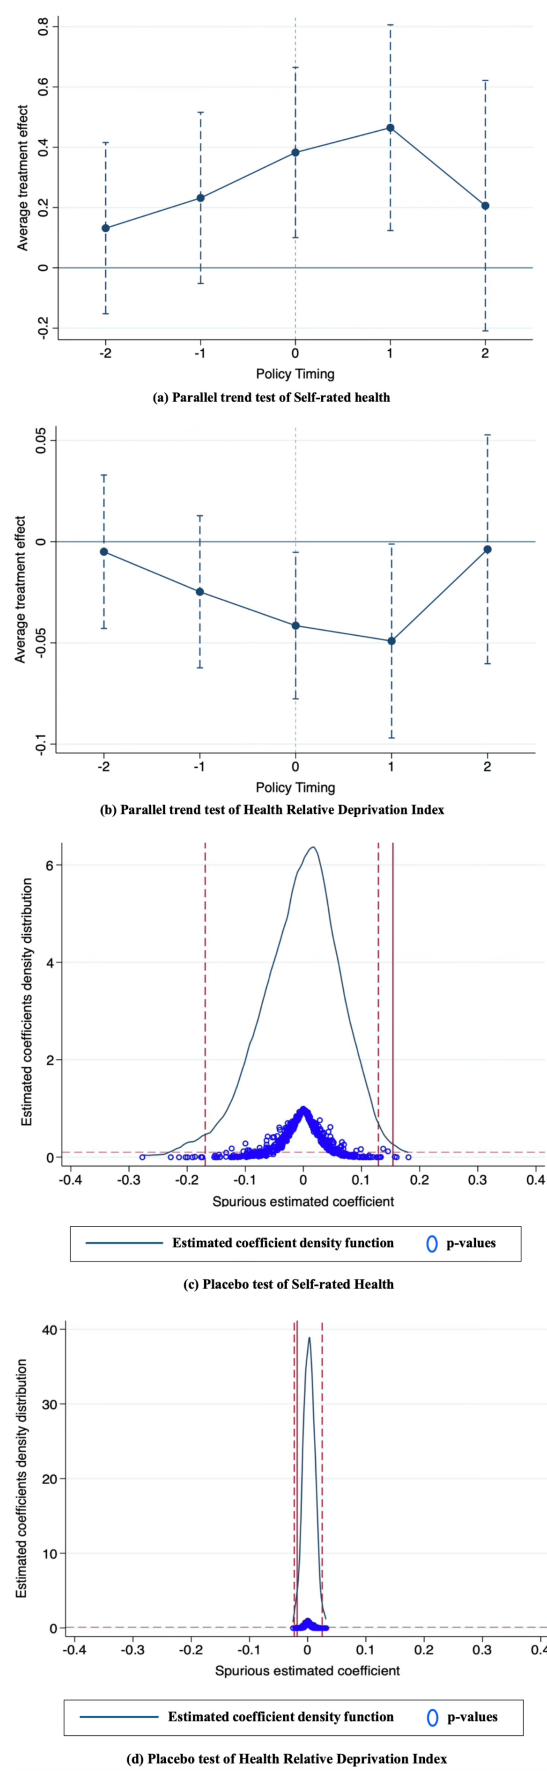 0.8
0.6
0.4
0.2
0
-0.2
Average treatment effect
-2 -1 0 1 2
Policy Timing
(a) Parallel trend test of Self-rated health
0.05
0
-0.05
-0.1
Average treatment effect
-2 -1 0 1 2
Policy Timing
(b) Parallel trend test of Health Relative Deprivation Index
6
4
2
0
Estimated coefficients density distribution
-0.4 -0.3 -0.2 -0.1 0 0.1 0.2 0.3 0.4
Spurious estimated coefficient
Estimated coefficient density function p-values
(c) Placebo test of Self-rated Health
40
30
20
10
0
Estimated coefficients density distribution
-0.4 -0.3 -0.2 -0.1 0 0.1 0.2 0.3 0.4
Spurious estimated coefficient
Estimated coefficient density function p-values
(d) Placebo test of Health Relative Deprivation Index